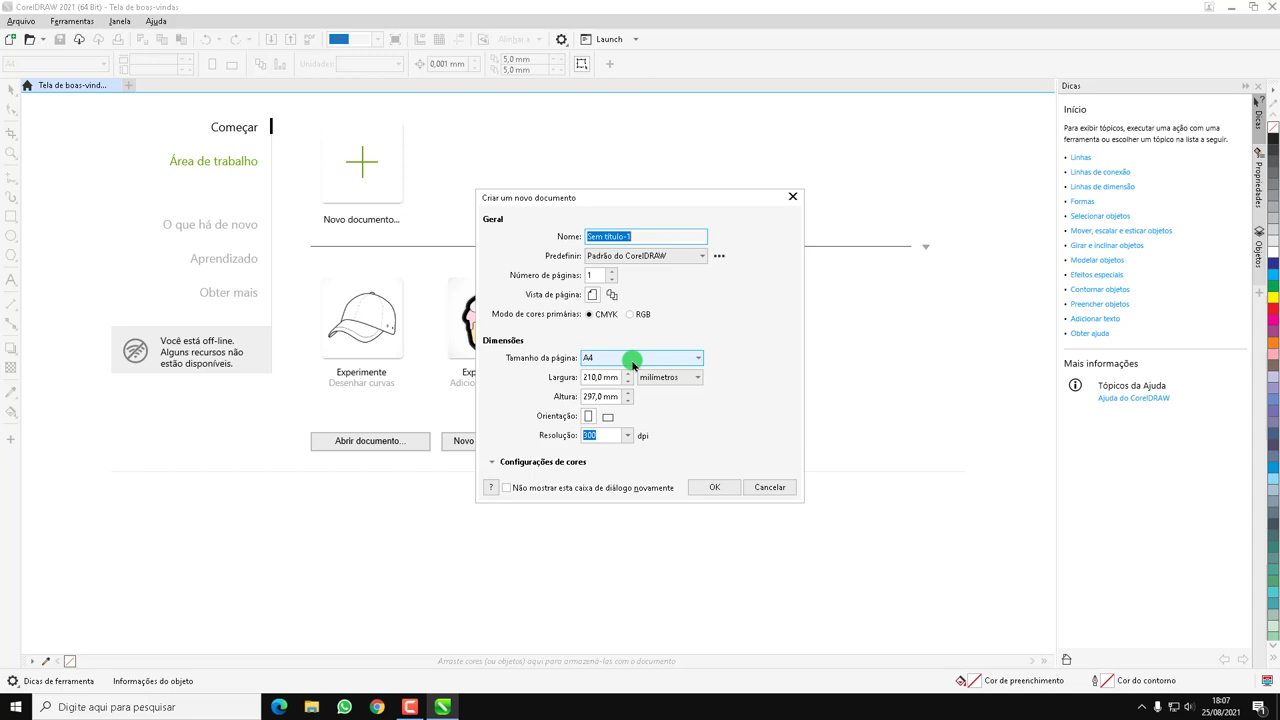 CorelDRAW 2021 (64 Bit) - Tela de boas-vindas
Arquivo Ferramentas Janela Ajuda
Launch
A4
Unidades:
0,001 mm
5,0 mm
5,0 mm
Tela de boas-vind...
Começar
Área de trabalho
O que há de novo
Aprendizado
Obter mais
Você está off-line.
Alguns recursos não
estão disponíveis.
Novo documento...
Experimente
Desenhar curvas
Exp
Adicio
Abrir documento...
Novo
Criar um novo documento
Geral
Nome: Sem título-1
Predefinir: Padrão do CorelDRAW
Número de páginas: 1
Vista de página:
Modo de cores primárias: CMYK RGB
Dimensões
Tamanho da página: A4
Largura: 210,0 mm milímetros
Altura: 297,0 mm
Orientação:
Resolução: 300 dpi
Configurações de cores
? Não mostrar esta caixa de diálogo novamente OK Cancelar
Dicas
Início
Para exibir tópicos, executar uma ação com uma
ferramenta ou escolher um tópico na lista a seguir.
Linhas
Linhas de conexão
Linhas de dimensão
Formas
Selecionar objetos
Mover, escalar e esticar objetos
Girar e inclinar objetos
Modelar objetos
Efeitos especiais
Contornar objetos
Preencher objetos
Adicionar texto
Obter ajuda
Mais informações
Tópicos da Ajuda
Ajuda do CorelDRAW
Dicas
Propriedades
Objetos
Arraste cores (ou objetos) aqui para armazená-las com o documento
Dicas de ferramenta Informações do objeto
Cor de preenchimento Cor do contorno
Digite aqui para pesquisar
18:07
25/08/2021